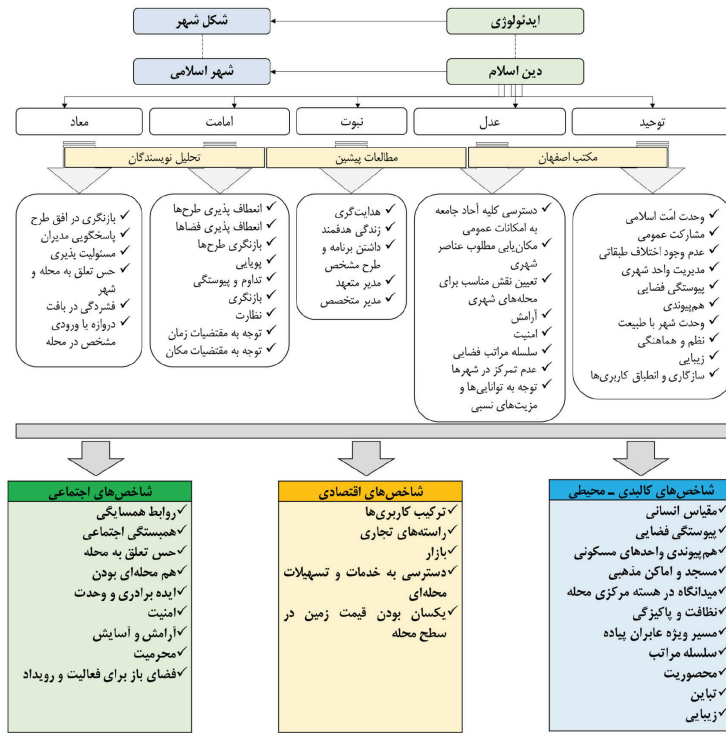 ایدئولوژی
شکل شهر
دین اسلام
شهر اسلامی
توحید
عدل
نبوت
امامت
معاد
مکتب اصفهان
مطالعات پیشین
تحلیل نویسندگان
✓ وحدت امّت اسلامی
✓ مشارکت عمومی
✓ عدم وجود اختلاف طبقاتی
✓ مدیریت واحد شهری
✓ پیوستگی فضایی
✓ هم‌پیوندی
✓ وحدت شهر با طبیعت
✓ نظم و هماهنگی
✓ زیبایی
✓ سازگاری و انطباق کاربری‌ها
✓ دسترسی کلیه آحاد جامعه
به امکانات عمومی
✓ مکان‌یابی مطلوب عناصر
شهری
✓ تعیین نقش مناسب برای
محله‌های شهری
✓ آرامش
✓ امنیت
✓ سلسله مراتب فضایی
✓ عدم تمرکز در شهرها
✓ توجه به توانایی‌ها و
مزیت‌های نسبی
✓ هدایت‌گری
✓ زندگی هدفمند
✓ داشتن برنامه و
طرح مشخص
✓ مدیر متعهد
✓ مدیر متخصص
✓ انعطاف پذیری طرح‌ها
✓ انعطاف پذیری فضاها
✓ بازنگری طرح‌ها
✓ پویایی
✓ تداوم و پیوستگی
✓ بازنگری
✓ نظارت
✓ توجه به مقتضیات زمان
✓ توجه به مقتضیات مکان
✓ بازنگری در افق طرح
✓ پاسخگویی مدیران
✓ مسئولیت پذیری
✓ حس تعلق به محله و
شهر
✓ فشردگی در بافت
✓ دروازه یا ورودی
مشخص در محله
شاخص‌های کالبدی ـ محیطی
✓ مقیاس انسانی
✓ پیوستگی فضایی
✓ هم‌پیوندی واحدهای مسکونی
✓ مسجد و اماکن مذهبی
✓ میدانگاه در هسته مرکزی محله
✓ نظافت و پاکیزگی
✓ مسیر ویژه عابران پیاده
✓ سلسله مراتب
✓ محصوریت
✓ تباین
✓ زیبایی
شاخص‌های اقتصادی
✓ ترکیب کاربری‌ها
✓ راسته‌های تجاری
✓ بازار
✓ دسترسی به خدمات و تسهیلات
محله‌ای
✓ یکسان بودن قیمت زمین در
سطح محله
شاخص‌های اجتماعی
✓ روابط همسایگی
✓ همبستگی اجتماعی
✓ حس تعلق به محله
✓ هم محله‌ای بودن
✓ ایده برادری و وحدت
✓ امنیت
✓ آرامش و آسایش
✓ محرمیت
✓ فضای باز برای فعالیت و رویداد